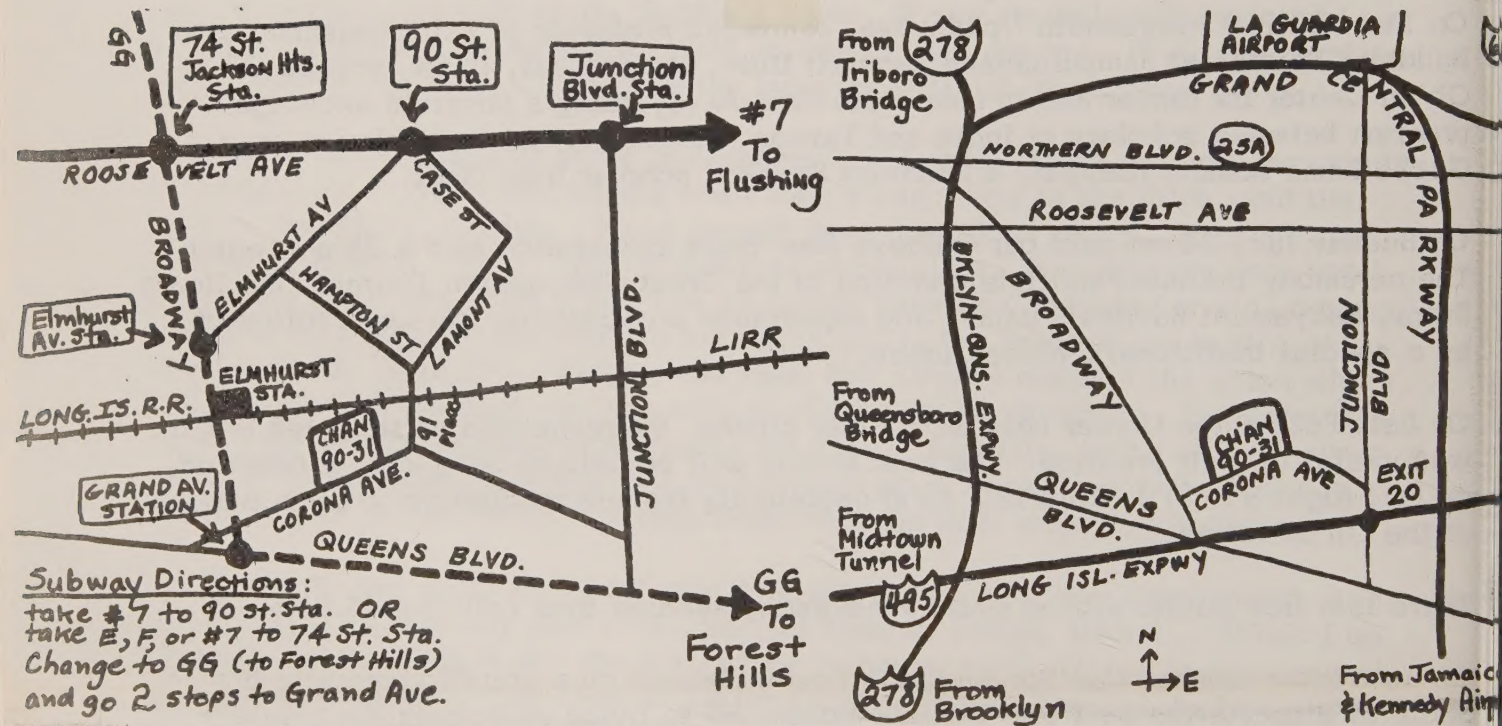 GG
74 St.
Jackson Hts.
Sta.
90 St.
Sta.
Junction
Blvd. Sta.
#7
To
Flushing
ROOSEVELT AVE
BROADWAY
ELMHURST AV
CASE ST
HAMPTON ST
LAMONT AV
Elmhurst
Av. Sta.
ELMHURST
STA.
LONG. IS. R.R.
LIRR
JUNCTION BLVD.
CHAN
90-31
91
CORONA AVE.
GRAND AV.
STATION
QUEENS BLVD.
GG
To
Forest
Hills
Subway Directions:
take #7 to 90 St. Sta. OR
take E, F, or #7 to 74 St. Sta.
Change to GG (to Forest Hills)
and go 2 stops to Grand Ave.
From
Triboro
Bridge
278
LA GUARDIA
AIRPORT
GRAND CENTRAL PARKWAY
NORTHERN BLVD. 25A
ROOSEVELT AVE
BKLYN-QNS. EXPWY.
BROADWAY
JUNCTION
BLVD
From
Queensboro
Bridge
QUEENS
BLVD.
CHAN
90-31
CORONA AVE
EXIT
20
From
Midtown
Tunnel
495
LONG ISL. EXPWY
N
E
278
From
Brooklyn
From Jamaic
& Kennedy Air